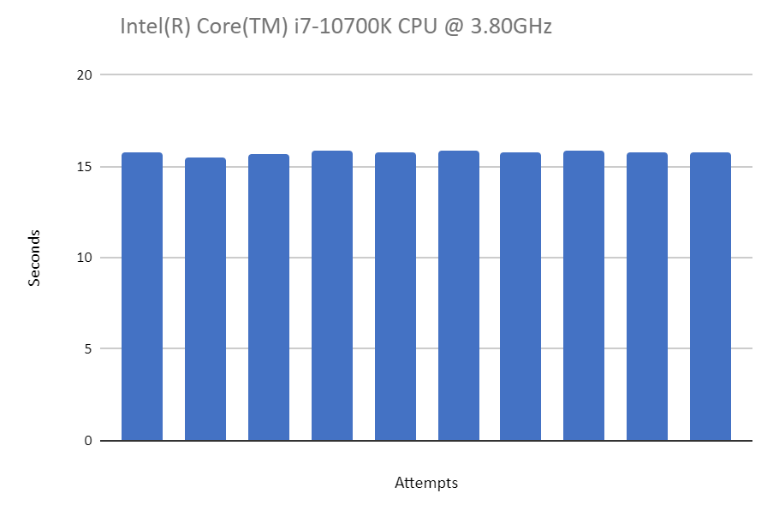 Intel(R) Core(TM) i7-10700K CPU @ 3.80GHz
20
15
10
5
0
Seconds
Attempts